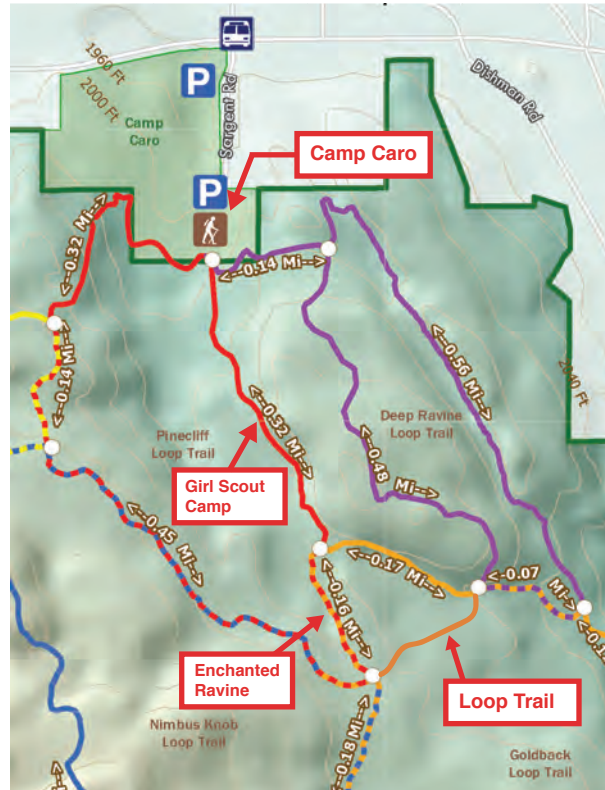 1960 Ft
2000 Ft
P
Dishman Rd
Camp
Caro
Sargent Rd
Camp Caro
P
<--0.32 Mi-->
<--0.14 Mi-->
<--0.14 Mi-->
<--0.56 Mi-->
2040 Ft
Pinecliff
Loop Trail
<--0.32 Mi-->
Deep Ravine
Loop Trail
Girl Scout
Camp
<--0.48 Mi-->
<--0.45 Mi-->
<--0.17 Mi-->
<--0.07 Mi-->
<--0.16 Mi-->
Enchanted
Ravine
Loop Trail
Nimbus Knob
Loop Trail
<--0.18 Mi-->
Goldback
Loop Trail